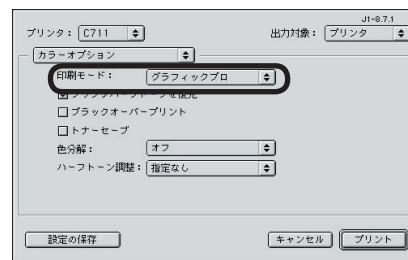 J1-8.7.1
プリンタ： C711 出力対象： プリンタ
カラーオプション
印刷モード： グラフィックプロ
ブラックオーバープリント
トナーセーブ
色分解： オフ
ハーフトーン調整： 指定なし
設定の保存 キャンセル プリント